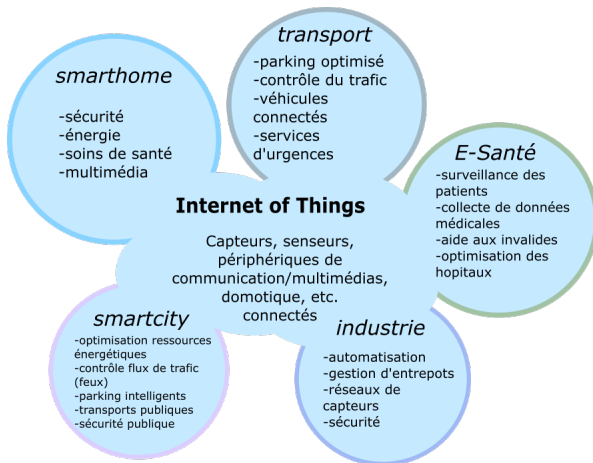 transport
-parking optimisé
-contrôle du trafic
-véhicules
connectés
-services
d'urgences
smarthome
-sécurité
-énergie
-soins de santé
-multimédia
E-Santé
-surveillance des
patients
-collecte de données
médicales
-aide aux invalides
-optimisation des
hopitaux
Internet of Things
Capteurs, senseurs,
périphériques de
communication/multimédias,
domotique, etc.
connectés
smartcity
-optimisation ressources
énergétiques
-contrôle flux de trafic
(feux)
-parking intelligents
-transports publiques
-sécurité publique
industrie
-automatisation
-gestion d'entrepots
-réseaux de
capteurs
-sécurité